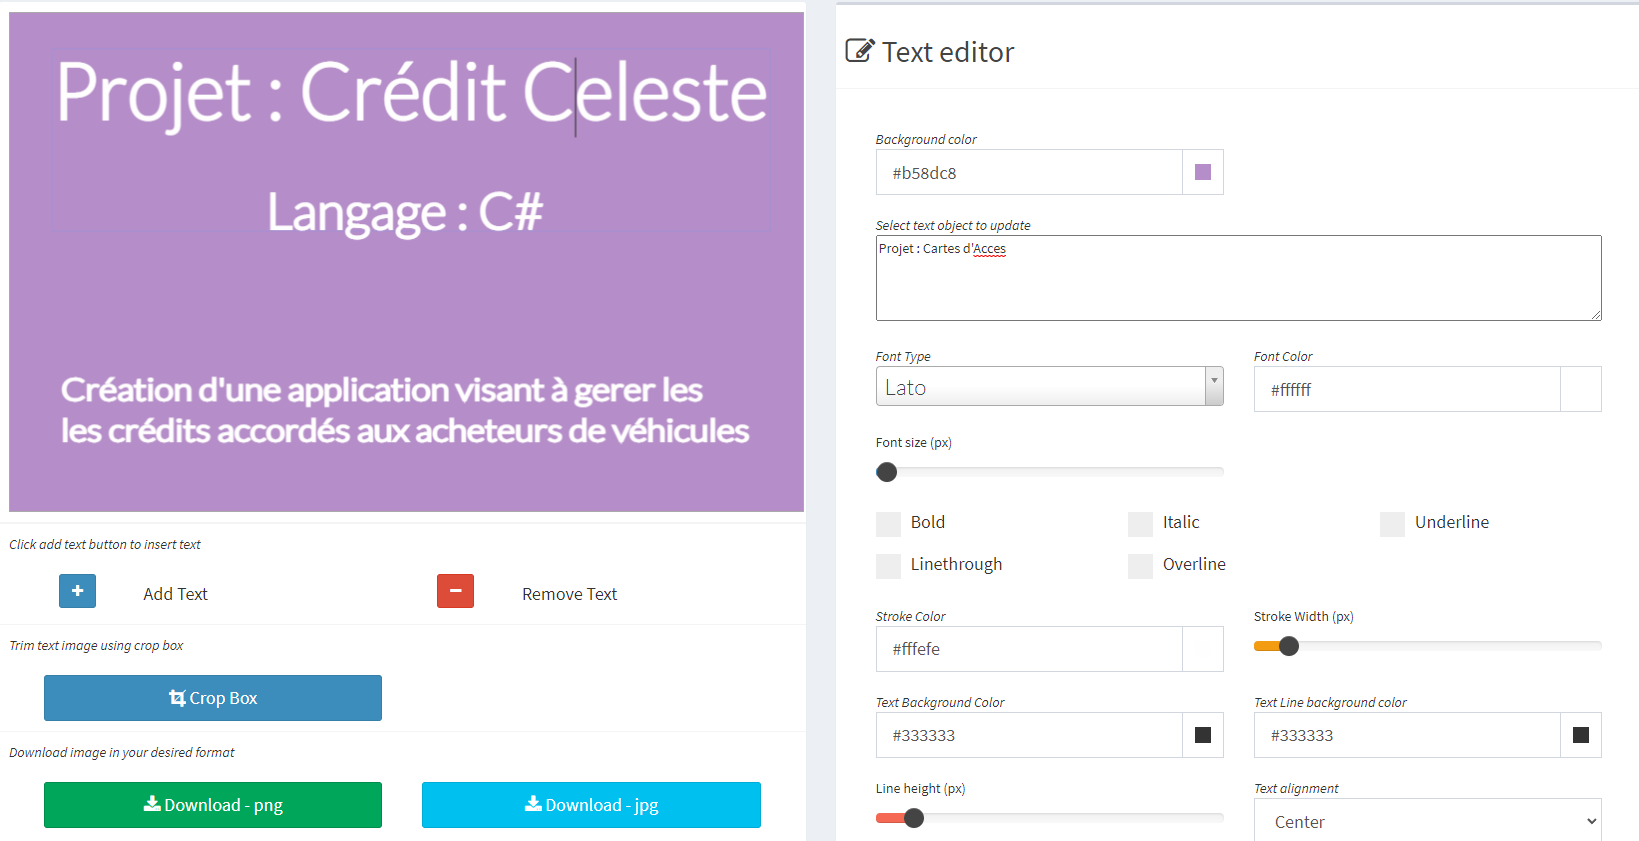 Projet : Crédit Celeste
Langage : C#
Création d'une application visant à gerer les
les crédits accordés aux acheteurs de véhicules
Click add text button to insert text
Add Text
Remove Text
Trim text image using crop box
Crop Box
Download image in your desired format
Download - png
Download - jpg
Text editor
Background color
#b58dc8
Select text object to update
Projet : Cartes d'Acces
Font Type
Font Color
Lato
#ffffff
Font size (px)
Bold
Italic
Underline
Linethrough
Overline
Stroke Color
Stroke Width (px)
#fffefe
Text Background Color
Text Line background color
#333333
#333333
Line height (px)
Text alignment
Center